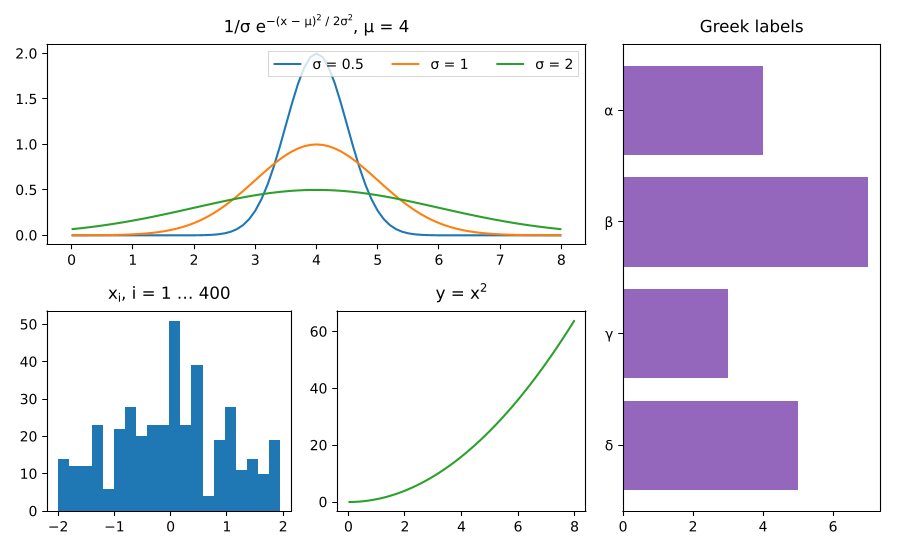 1/σ e^−(x − μ)² / 2σ², μ = 4
2.0
1.5
1.0
0.5
0.0
σ = 0.5 σ = 1 σ = 2
0 1 2 3 4 5 6 7 8
xᵢ, i = 1 … 400
50
40
30
20
10
0
−2 −1 0 1 2
y = x²
60
40
20
0
0 2 4 6 8
Greek labels
α
β
γ
δ
0 2 4 6